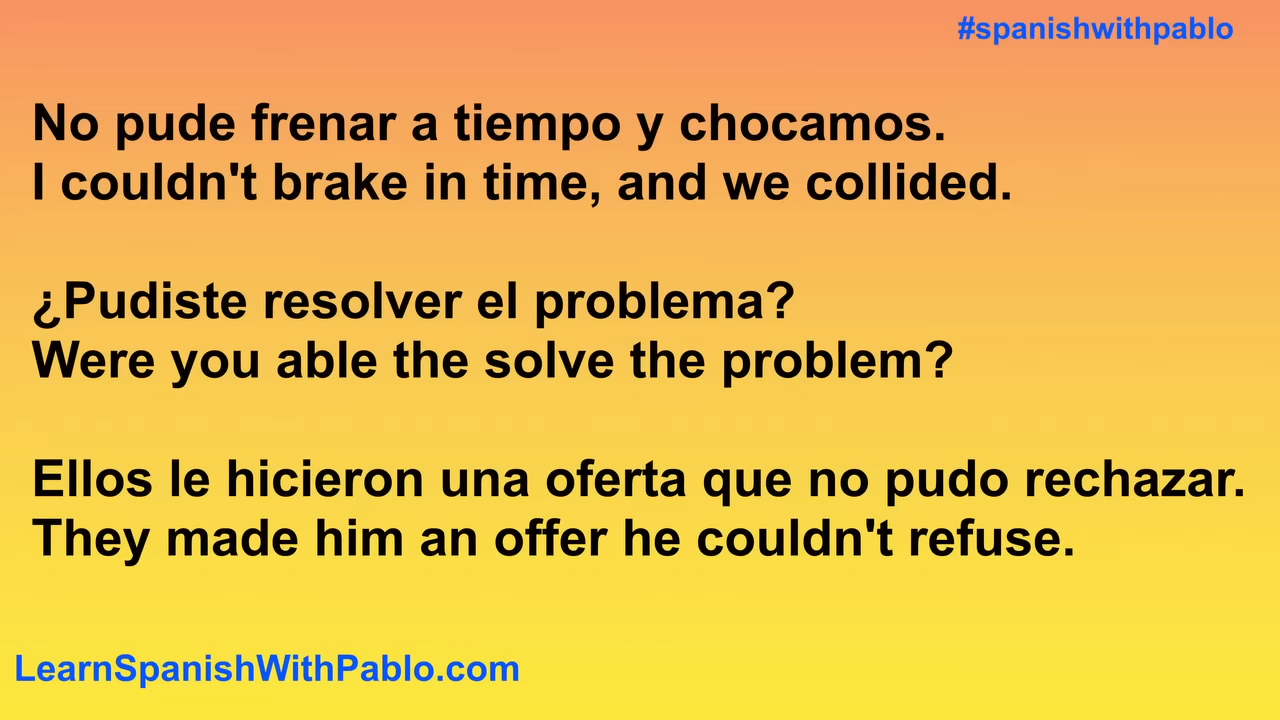 #spanishwithpablo
No pude frenar a tiempo y chocamos.
I couldn't brake in time, and we collided.
¿Pudiste resolver el problema?
Were you able the solve the problem?
Ellos le hicieron una oferta que no pudo rechazar.
They made him an offer he couldn't refuse.
LearnSpanishWithPablo.com